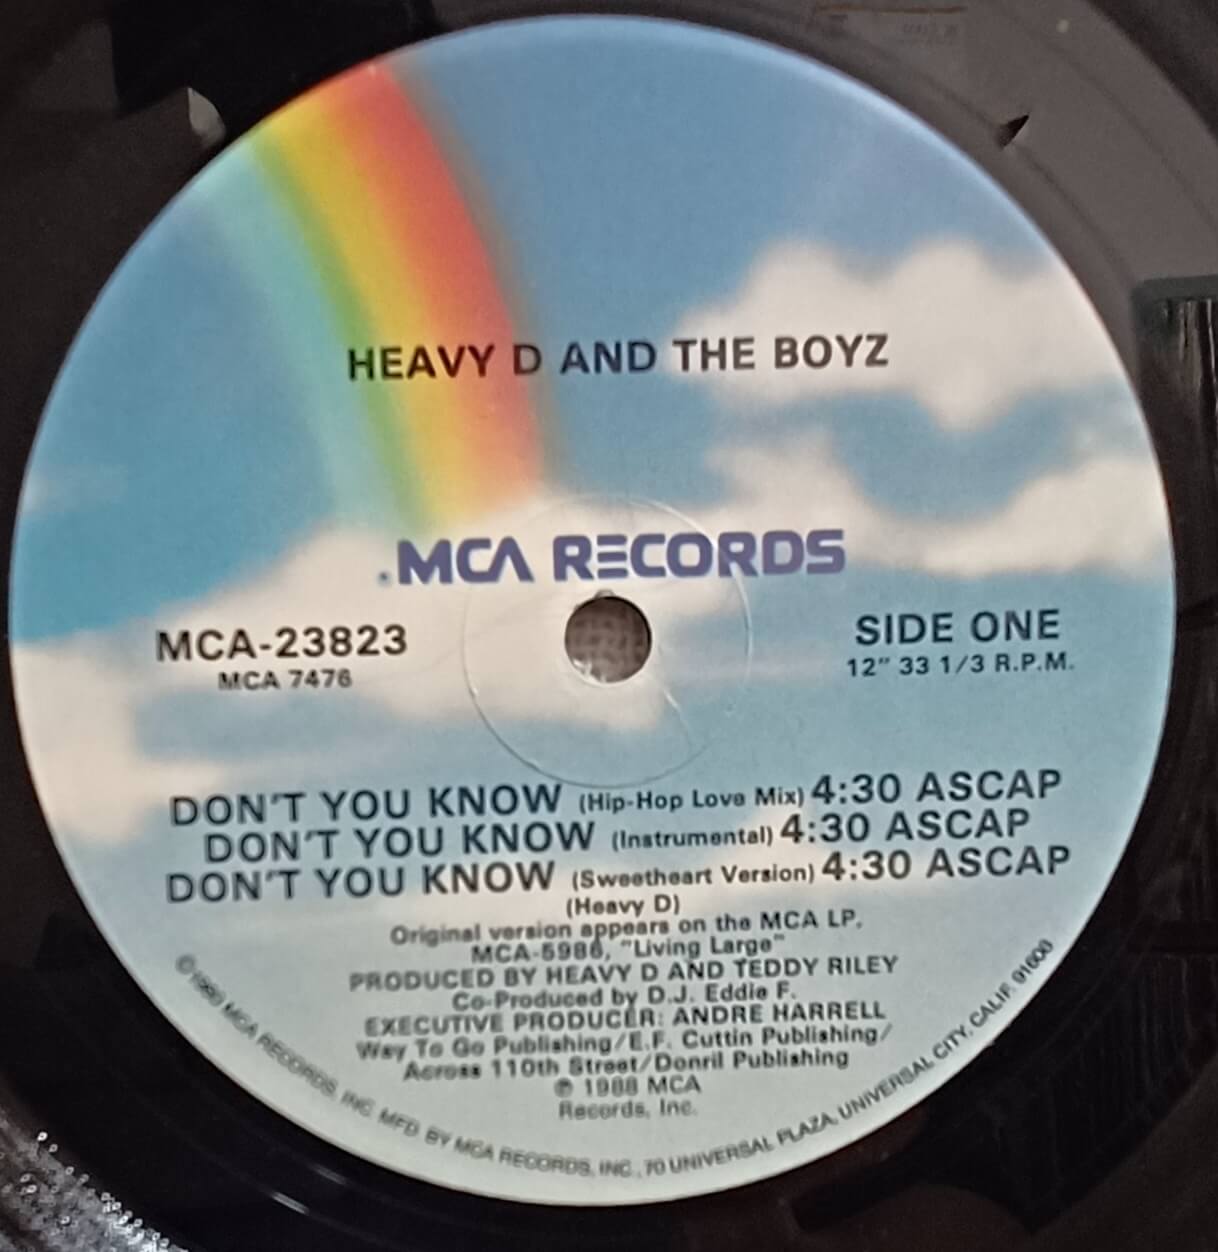 HEAVY D AND THE BOYZ
MCA RECORDS
MCA-23823
MCA 7476
SIDE ONE
12" 33 1/3 R.P.M.
DON'T YOU KNOW (Hip-Hop Love Mix) 4:30 ASCAP
DON'T YOU KNOW (Instrumental) 4:30 ASCAP
DON'T YOU KNOW (Sweetheart Version) 4:30 ASCAP
(Heavy D)
Original version appears on the MCA LP,
MCA-5986, "Living Large"
PRODUCED BY HEAVY D AND TEDDY RILEY
Co-Produced by D.J. Eddie F.
EXECUTIVE PRODUCER: ANDRE HARRELL
Way To Go Publishing/E.F. Cuttin Publishing/
Across 110th Street/Donril Publishing
℗ 1988 MCA
Records, Inc.
©1980 MCA RECORDS, INC. MFD. BY MCA RECORDS, INC., 70 UNIVERSAL PLAZA, UNIVERSAL CITY, CALIF. 91608